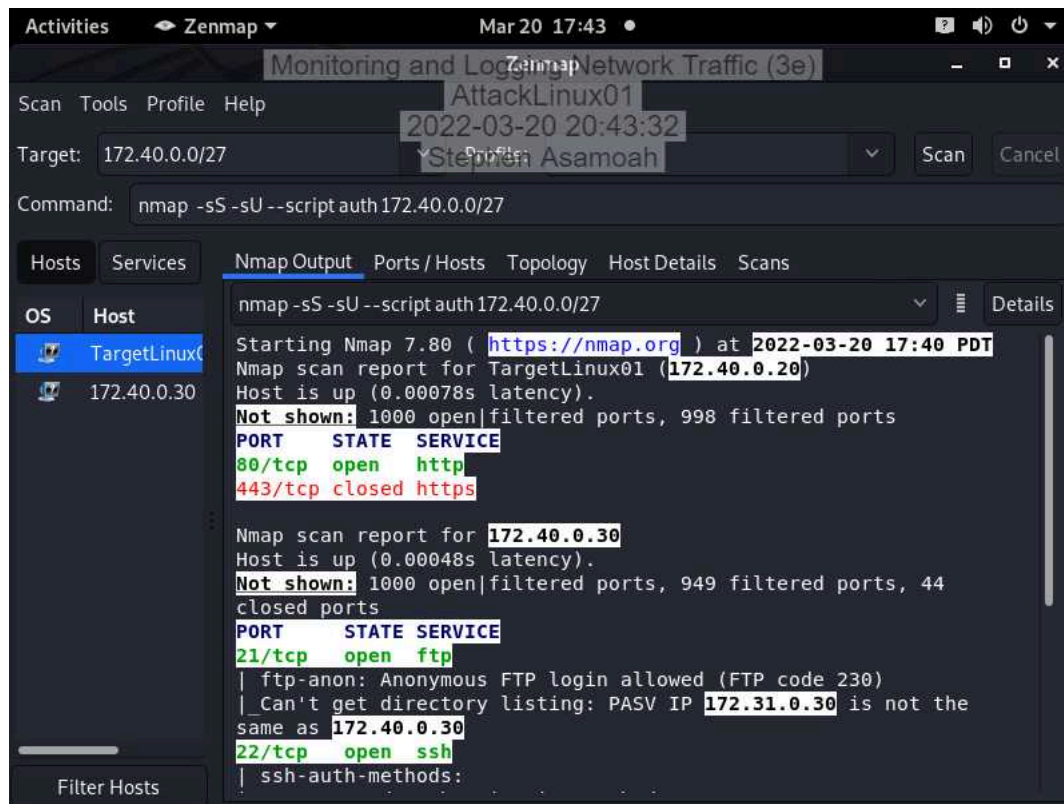 Activities Zenmap Mar 20 17:43
Zenmap
Monitoring and Logging Network Traffic (3e)
AttackLinux01
2022-03-20 20:43:32
Stephen Asamoah
Scan Tools Profile Help
Target: 172.40.0.0/27 Profile: Scan Cancel
Command: nmap -sS -sU --script auth 172.40.0.0/27
Hosts Services
Nmap Output Ports / Hosts Topology Host Details Scans
OS Host
nmap -sS -sU --script auth 172.40.0.0/27 Details
TargetLinux0
172.40.0.30
Starting Nmap 7.80 ( https://nmap.org ) at 2022-03-20 17:40 PDT
Nmap scan report for TargetLinux01 (172.40.0.20)
Host is up (0.00078s latency).
Not shown: 1000 open|filtered ports, 998 filtered ports
PORT STATE SERVICE
80/tcp open http
443/tcp closed https
Nmap scan report for 172.40.0.30
Host is up (0.00048s latency).
Not shown: 1000 open|filtered ports, 949 filtered ports, 44
closed ports
PORT STATE SERVICE
21/tcp open ftp
| ftp-anon: Anonymous FTP login allowed (FTP code 230)
|_Can't get directory listing: PASV IP 172.31.0.30 is not the
same as 172.40.0.30
22/tcp open ssh
| ssh-auth-methods:
Filter Hosts